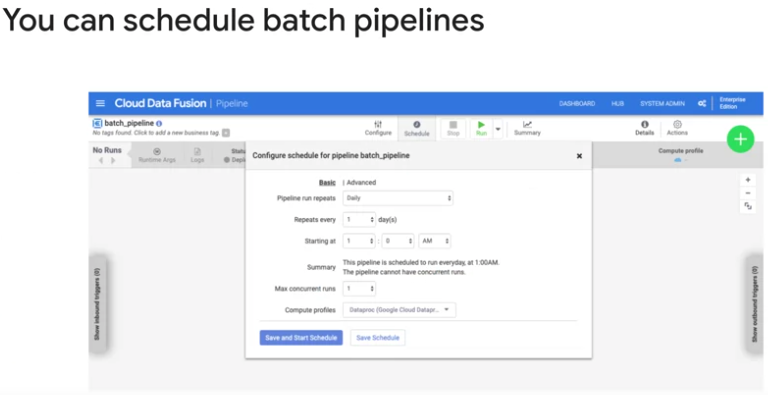 You can schedule batch pipelines
Cloud Data Fusion | Pipeline
DASHBOARD HUB SYSTEM ADMIN Enterprise Edition
batch_pipeline
No tags found. Click to add a new business tag.
Configure Schedule Stop Run Summary Details Actions
No Runs Runtime Args Logs Compute profile
Configure schedule for pipeline batch_pipeline
Basic | Advanced
Pipeline run repeats Daily
Repeats every 1 day(s)
Starting at 1 : 0 AM
Summary This pipeline is scheduled to run everyday, at 1:00AM.
The pipeline cannot have concurrent runs.
Max concurrent runs 1
Compute profiles Dataproc (Google Cloud Datapr...
Save and Start Schedule Save Schedule
Show inbound triggers (0)
Show outbound triggers (0)